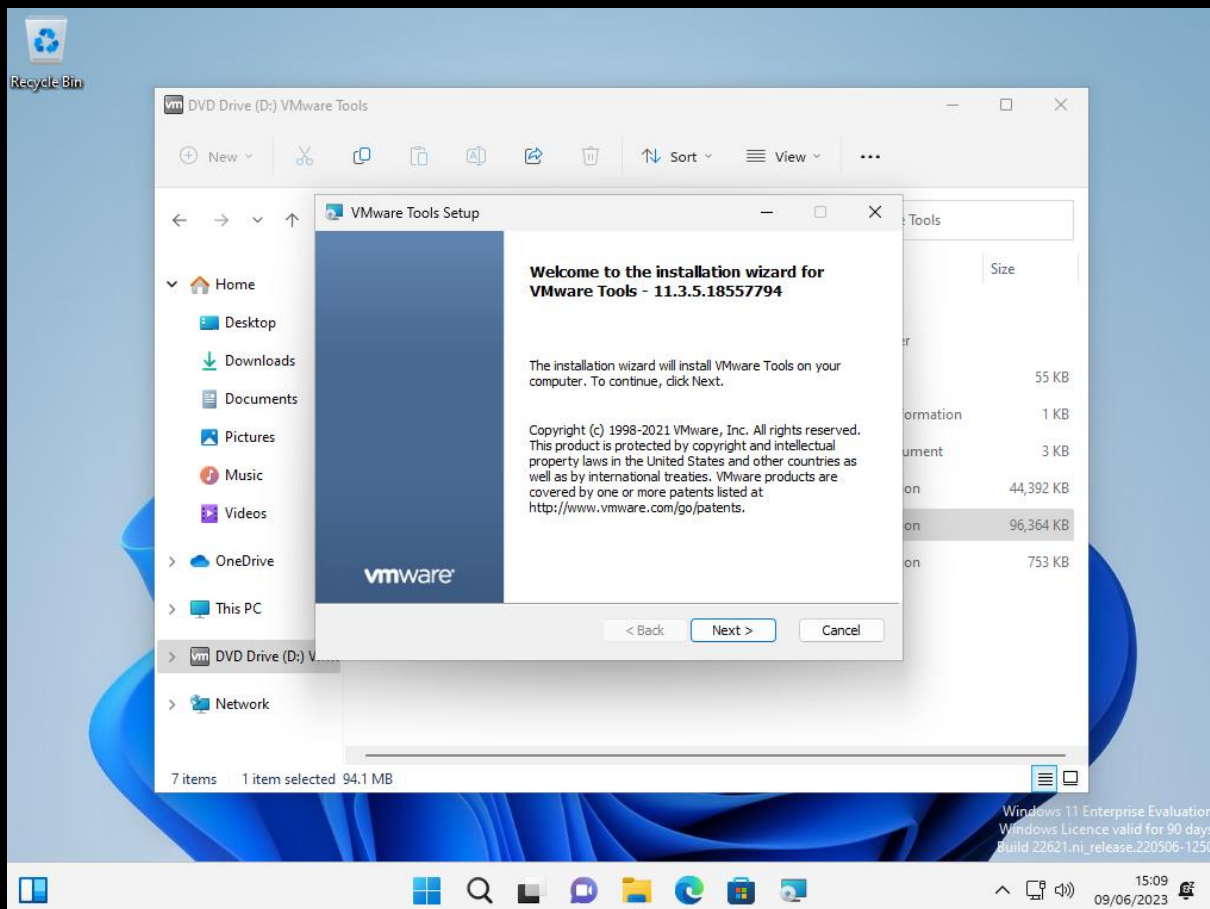 Recycle Bin
vm DVD Drive (D:) VMware Tools
New
A
Sort
View
VMware Tools Setup
Tools
Home
Desktop
Downloads
Documents
Pictures
Music
Videos
OneDrive
This PC
vm DVD Drive (D:)
Network
Welcome to the installation wizard for
VMware Tools - 11.3.5.18557794
The installation wizard will install VMware Tools on your
computer. To continue, click Next.
Copyright (c) 1998-2021 VMware, Inc. All rights reserved.
This product is protected by copyright and intellectual
property laws in the United States and other countries as
well as by international treaties. VMware products are
covered by one or more patents listed at
http://www.vmware.com/go/patents.
vmware®
< Back
Next >
Cancel
Size
er
55 KB
ormation 1 KB
ument 3 KB
on 44,392 KB
on 96,364 KB
on 753 KB
7 items 1 item selected 94.1 MB
Windows 11 Enterprise Evaluation
Windows Licence valid for 90 days
Build 22621.ni_release.220506-1250
15:09
09/06/2023